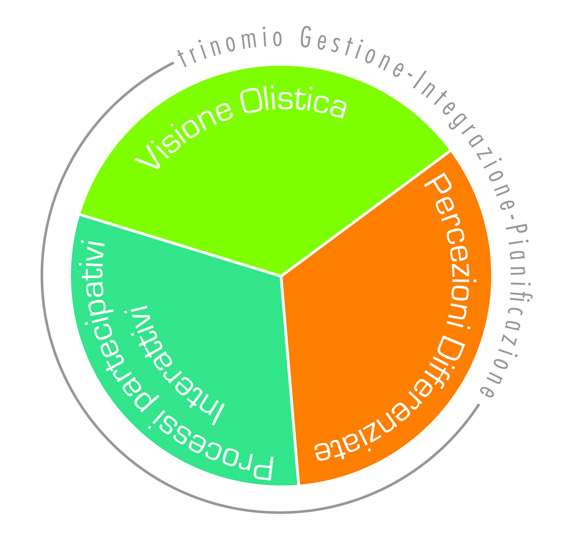 trinomio Gestione-Integrazione-Pianificazione
Visione Olistica
Percezioni Differenziate
Processi partecipativi
Interattivi